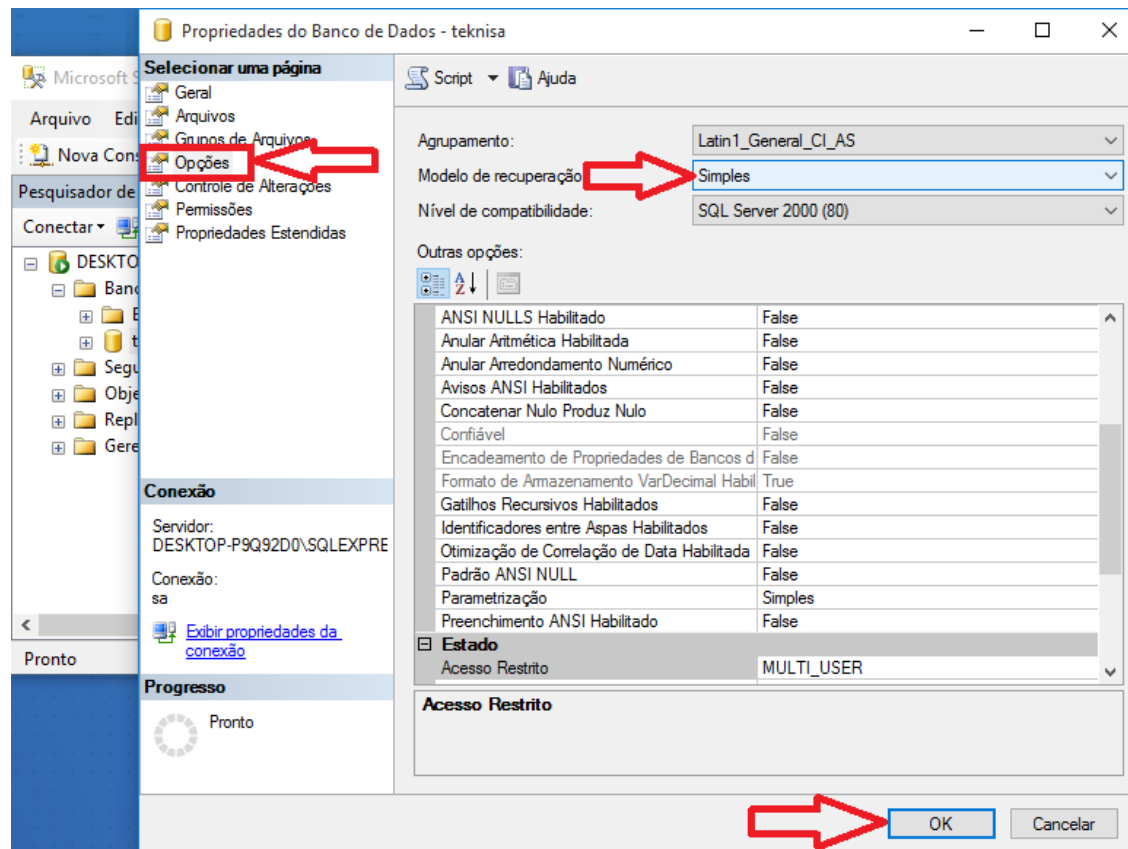 Propriedades do Banco de Dados - teknisa
Microsoft S
Arquivo Edi
Nova Cons
Pesquisador de
Conectar
DESKTO
Banc
E
t
Segu
Obje
Repl
Gere
Pronto
Selecionar uma página
Geral
Arquivos
Grupos de Arquivos
Opções
Controle de Alterações
Permissões
Propriedades Estendidas
Conexão
Servidor:
DESKTOP-P9Q92D0\SQLEXPRE
Conexão:
sa
Exibir propriedades da
conexão
Progresso
Pronto
Script Ajuda
Agrupamento: Latin1_General_CI_AS
Modelo de recuperação Simples
Nível de compatibilidade: SQL Server 2000 (80)
Outras opções:
ANSI NULLS Habilitado False
Anular Aritmética Habilitada False
Anular Arredondamento Numérico False
Avisos ANSI Habilitados False
Concatenar Nulo Produz Nulo False
Confiável False
Encadeamento de Propriedades de Bancos d False
Formato de Armazenamento VarDecimal Habil True
Gatilhos Recursivos Habilitados False
Identificadores entre Aspas Habilitados False
Otimização de Correlação de Data Habilitada False
Padrão ANSI NULL False
Parametrização Simples
Preenchimento ANSI Habilitado False
Estado
Acesso Restrito MULTI_USER
Acesso Restrito
OK Cancelar